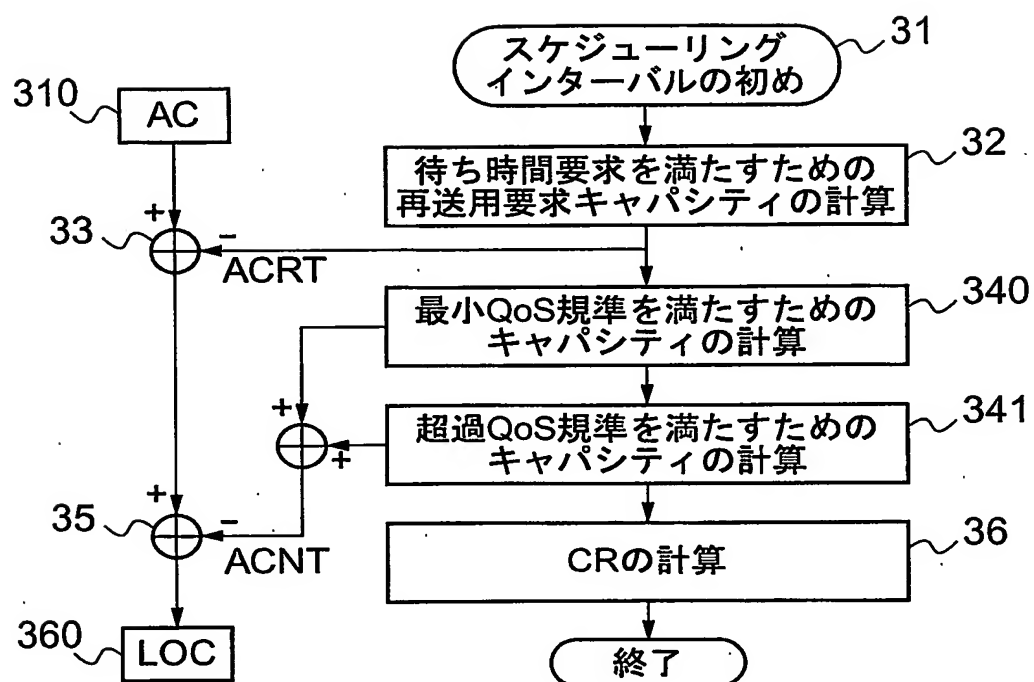 スケジューリング
インターバルの初め
31
310
AC
待ち時間要求を満たすための
再送用要求キャパシティの計算
32
+
33
−
ACRT
最小QoS規準を満たすための
キャパシティの計算
340
+
超過QoS規準を満たすための
キャパシティの計算
341
+
+
35
−
ACNT
CRの計算
36
360
LOC
終了